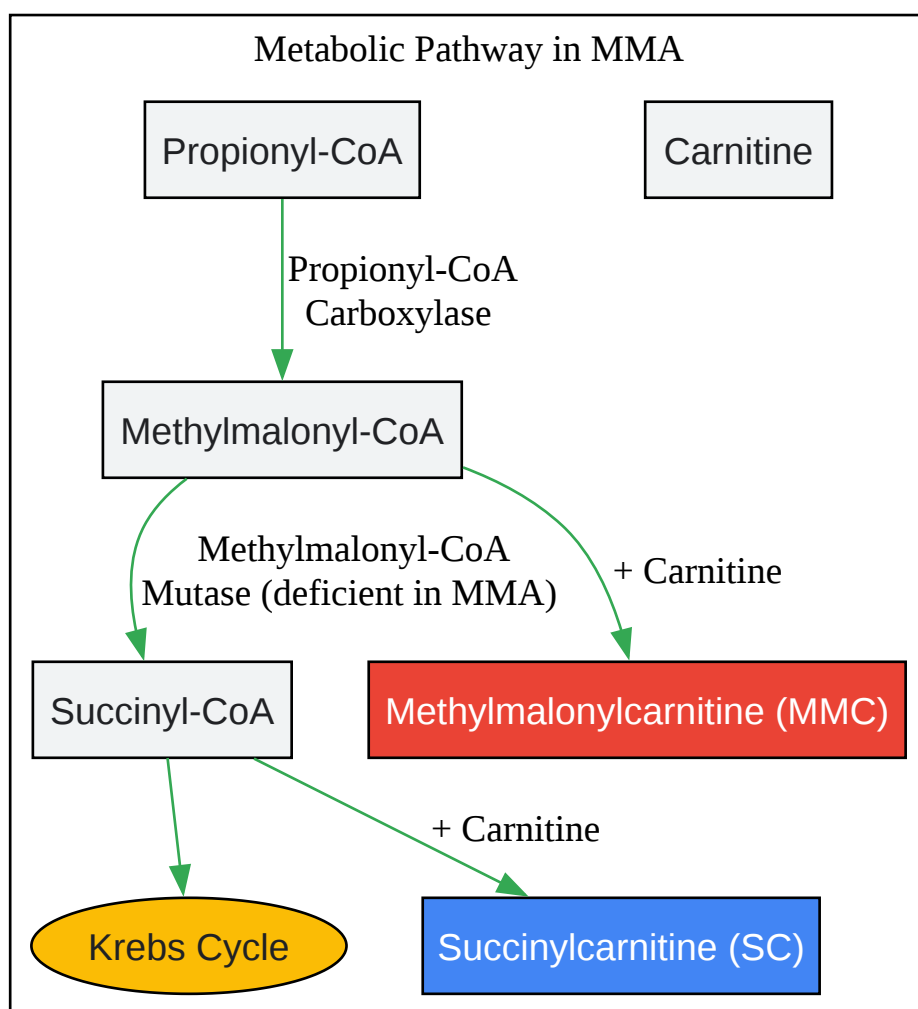 Metabolic Pathway in MMA
Propionyl-CoA
Carnitine
Propionyl-CoA
Carboxylase
Methylmalonyl-CoA
Methylmalonyl-CoA
Mutase (deficient in MMA)
+ Carnitine
Succinyl-CoA
Methylmalonylcarnitine (MMC)
+ Carnitine
Krebs Cycle
Succinylcarnitine (SC)